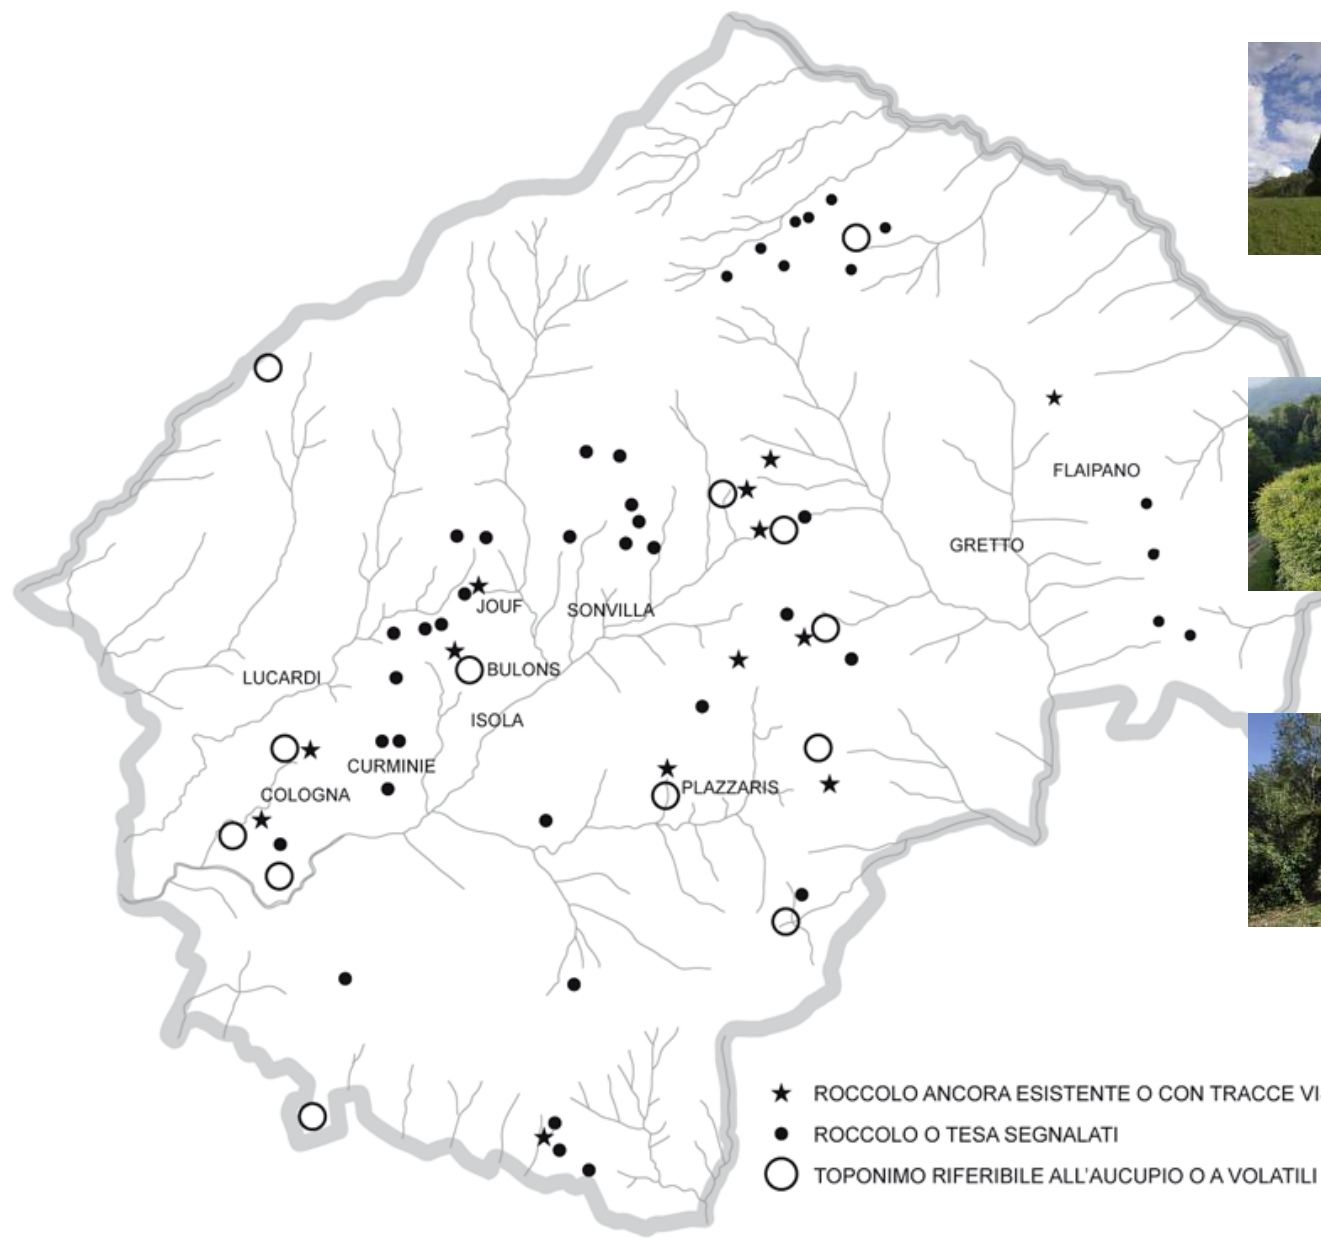 FLAIPANO
GRETTO
JOUF
SONVILLA
BULONS
LUCARDI
ISOLA
CURMINIE
PLAZZARIS
COLOGNA
ROCCOLO ANCORA ESISTENTE O CON TRACCE
ROCCOLO O TESA SEGNALATI
TOPONIMO RIFERIBILE ALL'AUCUPIO O A VOLATILI